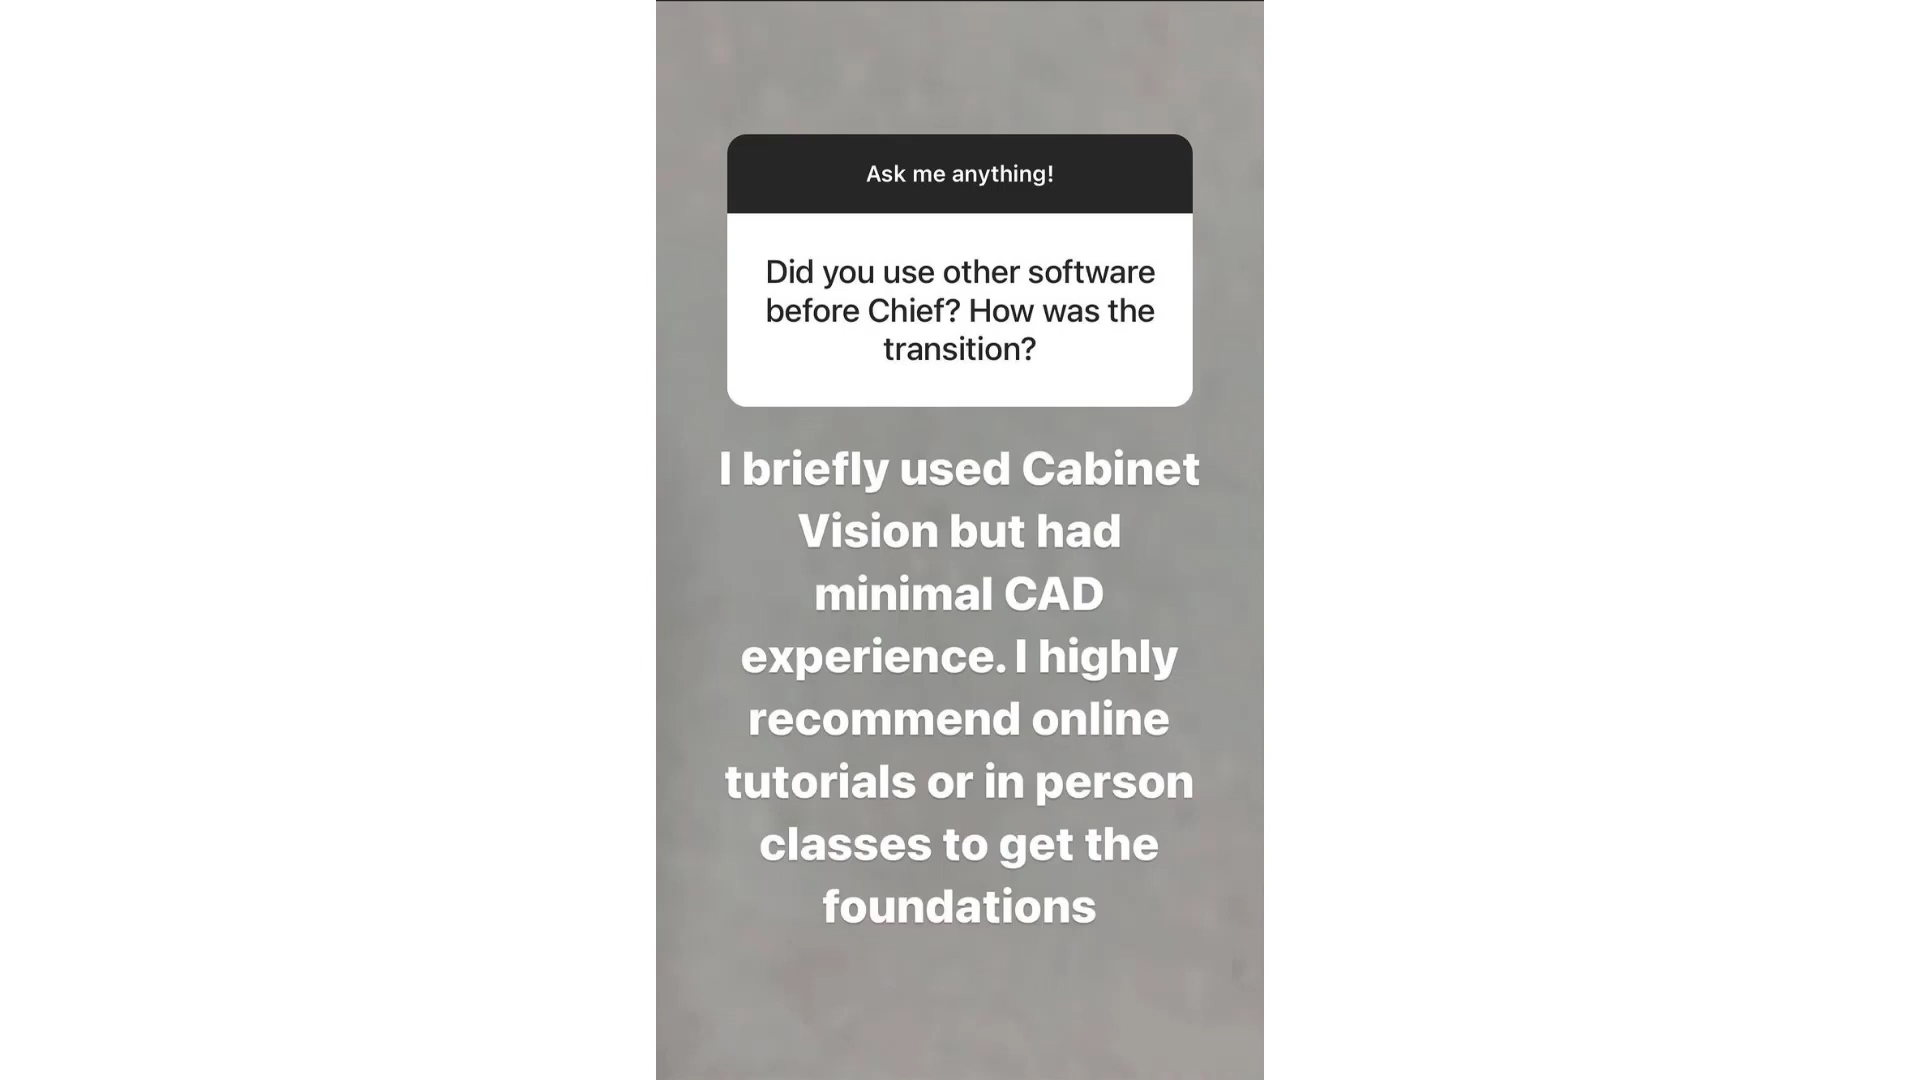 Ask me anything!
Did you use other software
before Chief? How was the
transition?
I briefly used Cabinet
Vision but had
minimal CAD
experience. I highly
recommend online
tutorials or in person
classes to get the
foundations